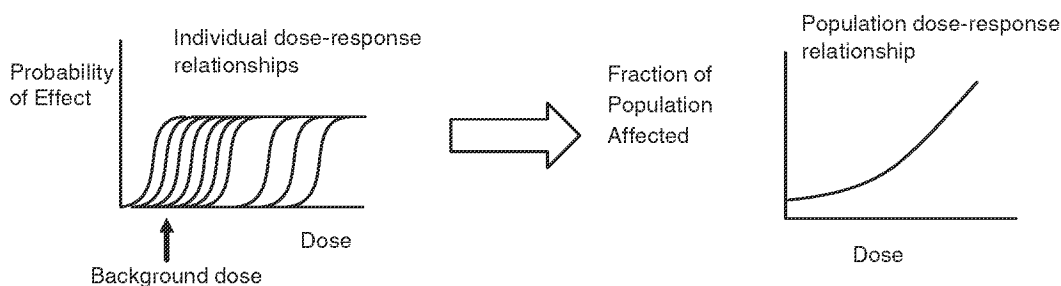 Individual dose-response
relationships
Probability
of Effect
Dose
Background dose
Fraction of
Population
Affected
Population dose-response
relationship
Dose